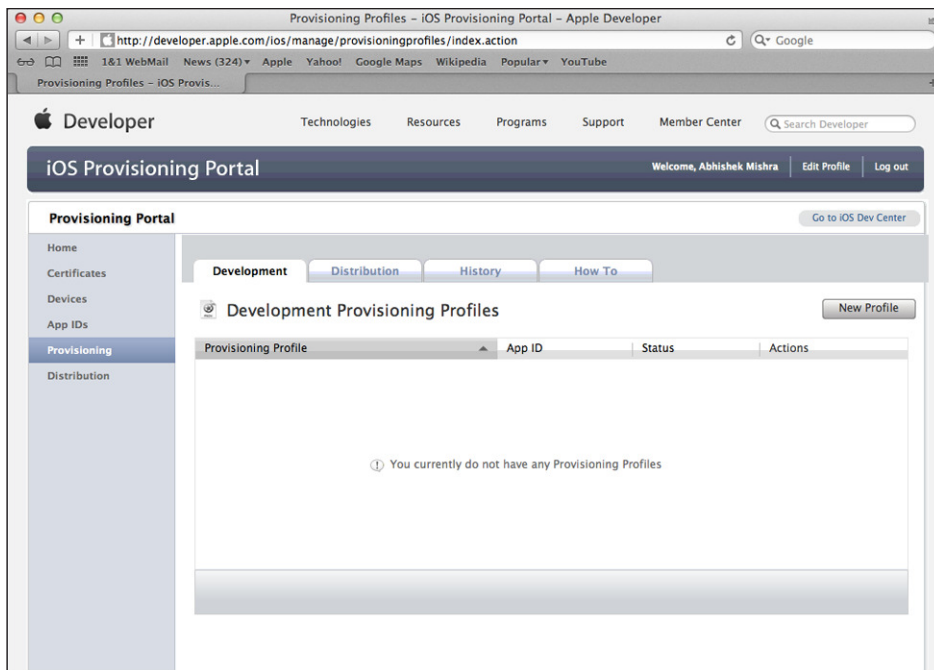 Provisioning Profiles – iOS Provisioning Portal – Apple Developer
http://developer.apple.com/ios/manage/provisioningprofiles/index.action
Google
1&1 WebMail News (324) Apple Yahoo! Google Maps Wikipedia Popular YouTube
Provisioning Profiles – iOS Provis...
Developer Technologies Resources Programs Support Member Center Search Developer
iOS Provisioning Portal Welcome, Abhishek Mishra Edit Profile Log out
Provisioning Portal Go to iOS Dev Center
Home
Certificates
Devices
App IDs
Provisioning
Distribution
Development Distribution History How To
Development Provisioning Profiles New Profile
Provisioning Profile App ID Status Actions
You currently do not have any Provisioning Profiles